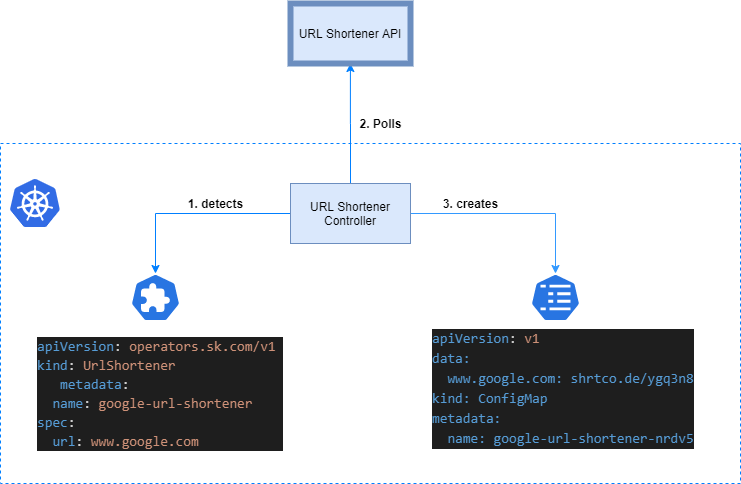 URL Shortener API
2. Polls
1. detects
URL Shortener
Controller
3. creates
apiVersion: operators.sk.com/v1
kind: UrlShortener
metadata:
name: google-url-shortener
spec:
url: www.google.com
apiVersion: v1
data:
www.google.com: shrtco.de/ygq3n8
kind: ConfigMap
metadata:
name: google-url-shortener-nrdv5